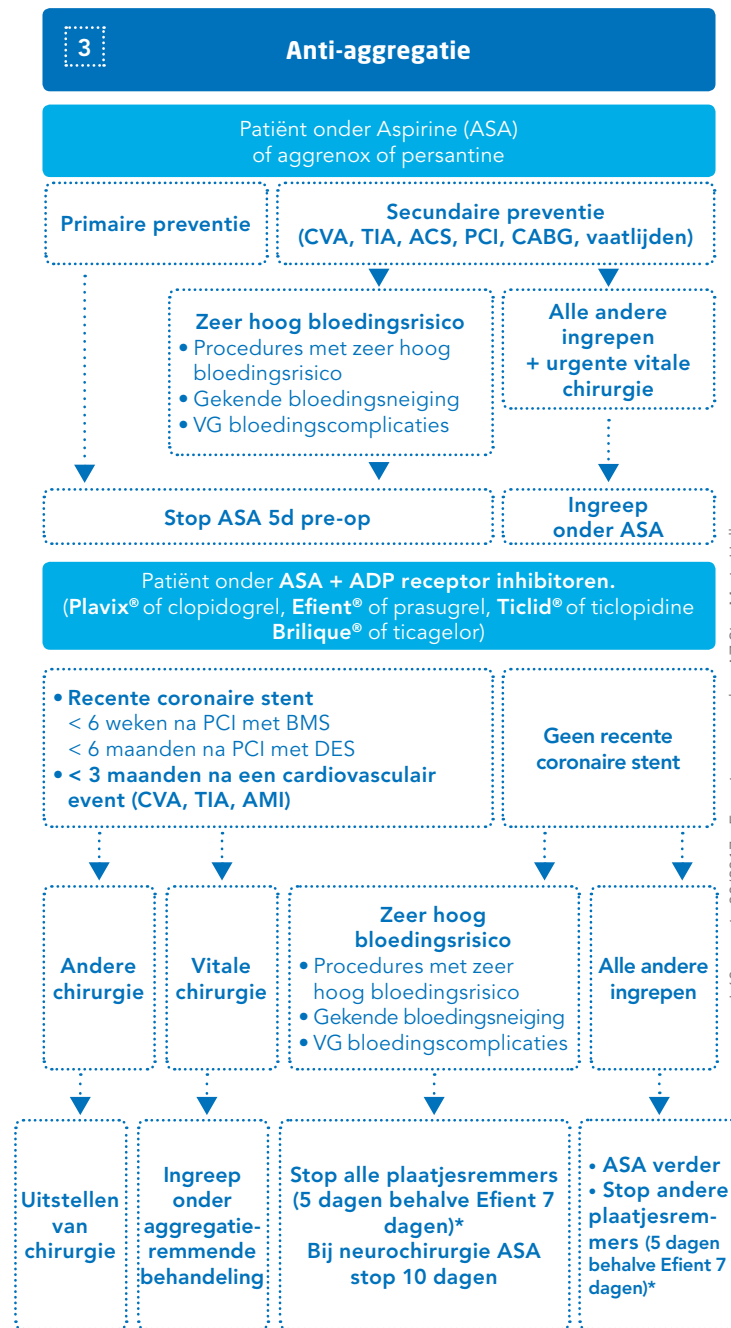 3
Anti-aggregatie
Patiënt onder Aspirine (ASA)
of aggrenox of persantine
Primaire preventie
Secundaire preventie
(CVA, TIA, ACS, PCI, CABG, vaatlijden)
Zeer hoog bloedingsrisico
• Procedures met zeer hoog
bloedingsrisico
• Gekende bloedingsneiging
• VG bloedingscomplicaties
Alle andere
ingrepen
+ urgente vitale
chirurgie
Stop ASA 5d pre-op
Ingreep
onder ASA
Patiënt onder ASA + ADP receptor inhibitoren.
(Plavix® of clopidogrel, Efient® of prasugrel, Ticlid® of ticlopidine
Brilique® of ticagelor)
• Recente coronaire stent
< 6 weken na PCI met BMS
< 6 maanden na PCI met DES
• < 3 maanden na een cardiovasculair
event (CVA, TIA, AMI)
Geen recente
coronaire stent
Andere
chirurgie
Vitale
chirurgie
Zeer hoog
bloedingsrisico
• Procedures met zeer
hoog bloedingsrisico
• Gekende bloedingsneiging
• VG bloedingscomplicaties
Alle andere
ingrepen
Uitstellen
van
chirurgie
Ingreep
onder
aggregatie-
remmende
behandeling
Stop alle plaatjesremmers
(5 dagen behalve Efient 7
dagen)*
Bij neurochirurgie ASA
stop 10 dagen
• ASA verder
• Stop andere
plaatjesrem-
mers (5 dagen
behalve Efient 7
dagen)*